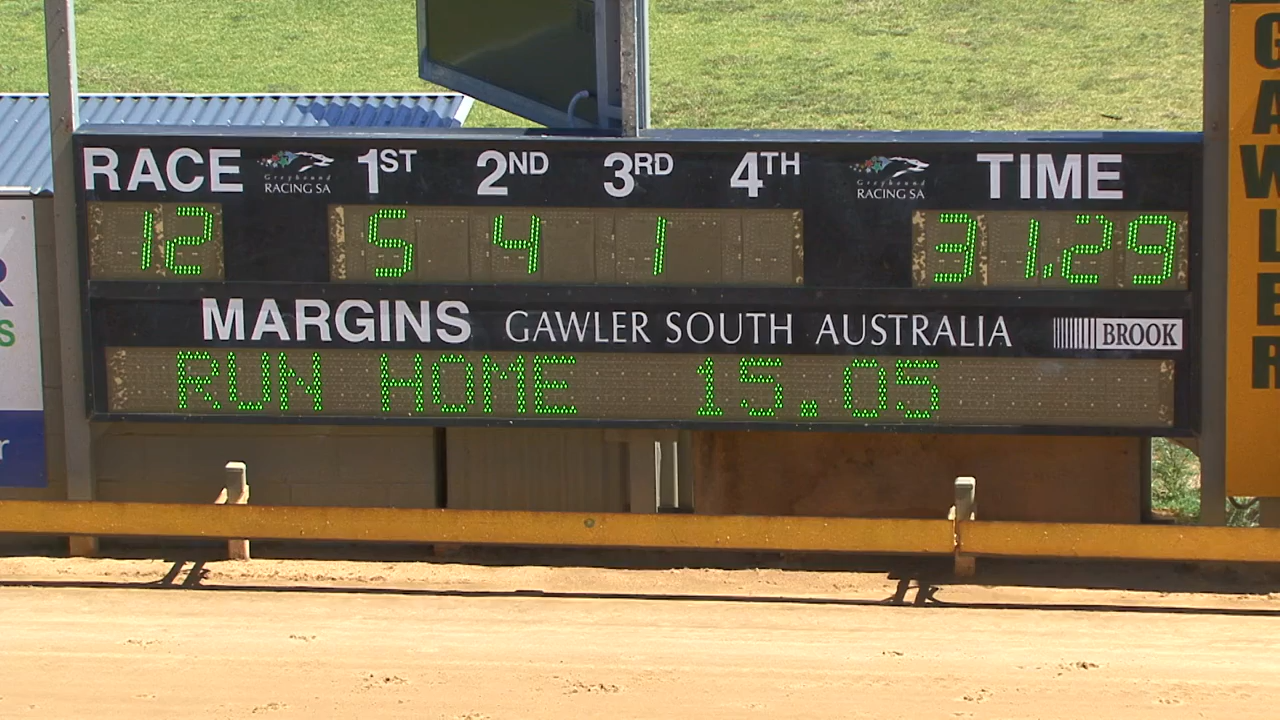 RACE Greyhound RACING SA 1ST 2ND 3RD 4TH Greyhound RACING SA TIME
12 5 4 1 31.29
MARGINS GAWLER SOUTH AUSTRALIA BROOK
RUN HOME 15.05
GAWLER
R
S
r